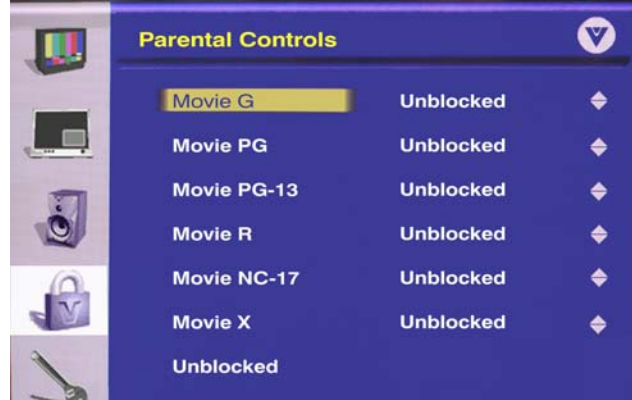 Parental Controls
V
Movie G Unblocked
Movie PG Unblocked
Movie PG-13 Unblocked
Movie R Unblocked
Movie NC-17 Unblocked
Movie X Unblocked
Unblocked